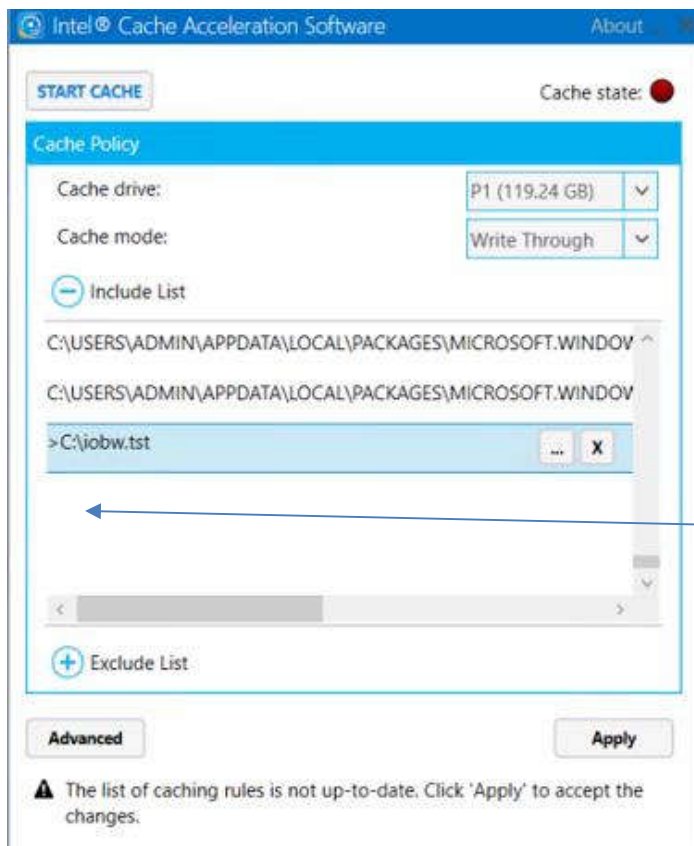 Intel® Cache Acceleration Software About
START CACHE Cache state:
Cache Policy
Cache drive: P1 (119.24 GB)
Cache mode: Write Through
Include List
C:\USERS\ADMIN\APPDATA\LOCAL\PACKAGES\MICROSOFT.WINDOW
C:\USERS\ADMIN\APPDATA\LOCAL\PACKAGES\MICROSOFT.WINDOW
>C:\iobw.tst ... X
Exclude List
Advanced Apply
The list of caching rules is not up-to-date. Click 'Apply' to accept the
changes.